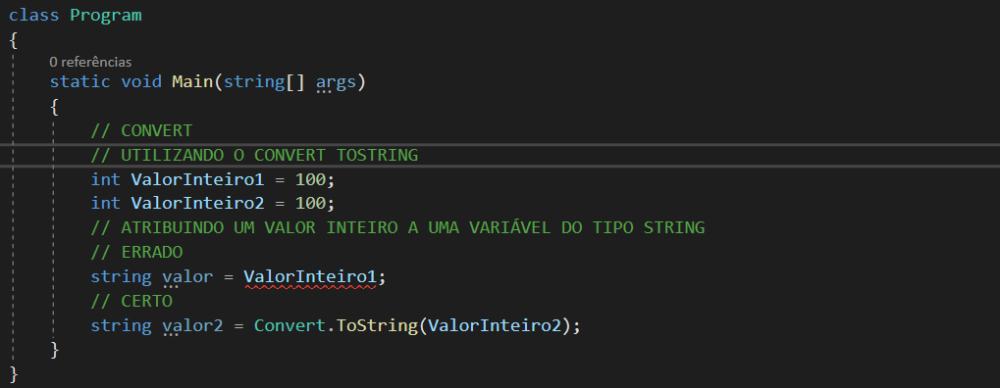 class Program
{
0 referências
static void Main(string[] args)
{
// CONVERT
// UTILIZANDO O CONVERT TOSTRING
int ValorInteiro1 = 100;
int ValorInteiro2 = 100;
// ATRIBUINDO UM VALOR INTEIRO A UMA VARIÁVEL DO TIPO STRING
// ERRADO
string valor = ValorInteiro1;
// CERTO
string valor2 = Convert.ToString(ValorInteiro2);
}
}